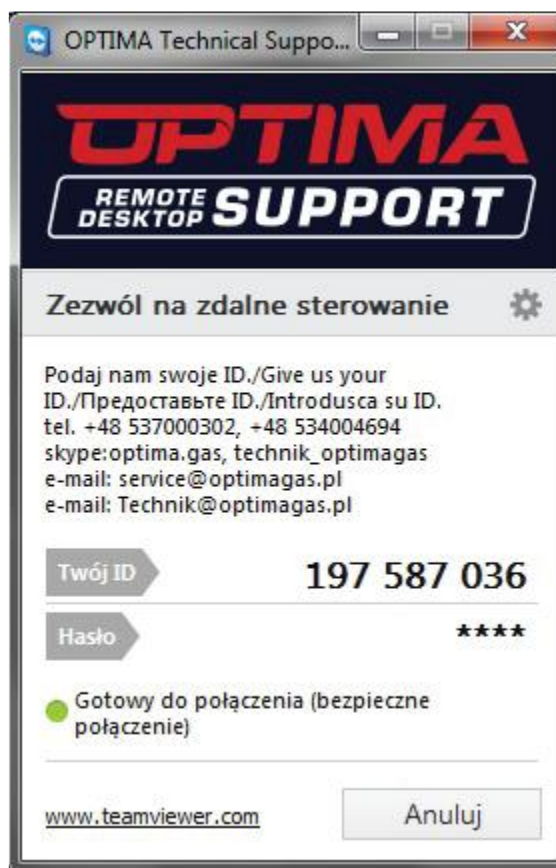 OPTIMA Technical Suppo...
OPTIMA
REMOTE DESKTOP SUPPORT
Zezwól na zdalne sterowanie
Podaj nam swoje ID./Give us your
ID./Предоставьте ID./Introdusca su ID.
tel. +48 537000302, +48 534004694
skype:optima.gas, technik_optimagas
e-mail: service@optimagas.pl
e-mail: Technik@optimagas.pl
Twój ID 197 587 036
Hasło ****
Gotowy do połączenia (bezpieczne
połączenie)
www.teamviewer.com Anuluj